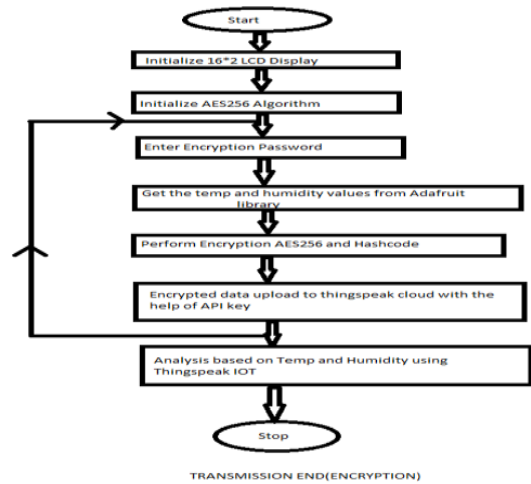 Start
Initialize 16*2 LCD Display
Initialize AES256 Algorithm
Enter Encryption Password
Get the temp and humidity values from Adafruit
library
Perform Encryption AES256 and Hashcode
Encrypted data upload to thingspeak cloud with the
help of API key
Analysis based on Temp and Humidity using
Thingspeak IOT
Stop
TRANSMISSION END(ENCRYPTION)